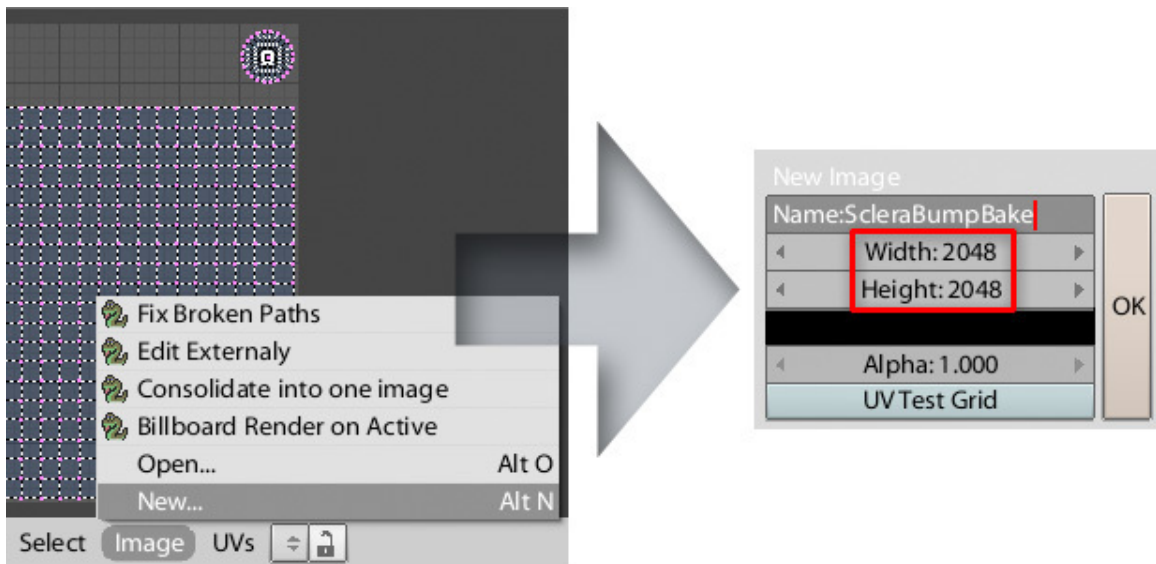 Fix Broken Paths
Edit Externaly
Consolidate into one image
Billboard Render on Active
Open... Alt O
New... Alt N
Select Image UVs
New Image
Name:ScleraBumpBake
Width: 2048
Height: 2048
OK
Alpha: 1.000
UV Test Grid